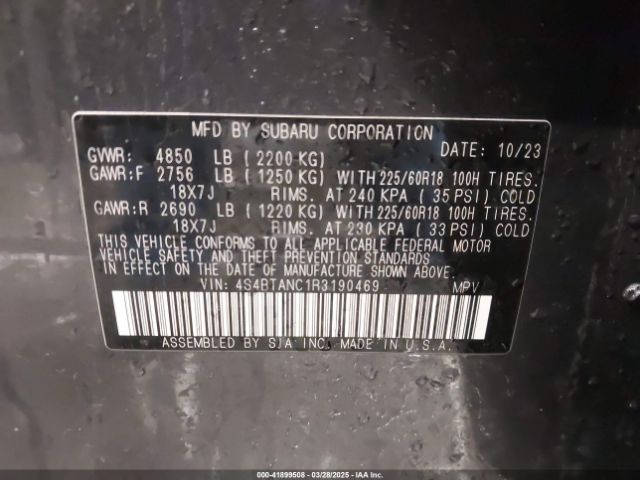 MFD BY SUBARU CORPORATION
GVWR: 4850 LB (2200 KG) DATE: 10/23
GAWR:F 2756 LB (1250 KG) WITH 225/60R18 100H TIRES.
18X7J RIMS. AT 240 KPA (35 PSI) COLD
GAWR:R 2690 LB (1220 KG) WITH 225/60R18 100H TIRES.
18X7J RIMS. AT 230 KPA (33 PSI) COLD
THIS VEHICLE CONFORMS TO ALL APPLICABLE FEDERAL MOTOR
VEHICLE SAFETY AND THEFT PREVENTION STANDARDS
IN EFFECT ON THE DATE OF MANUFACTURE SHOWN ABOVE.
VIN: 4S4BTANC1R3190469 MPV
ASSEMBLED BY SIA INC. MADE IN U.S.A.
000-41899508 - 03/28/2025 - IAA Inc.